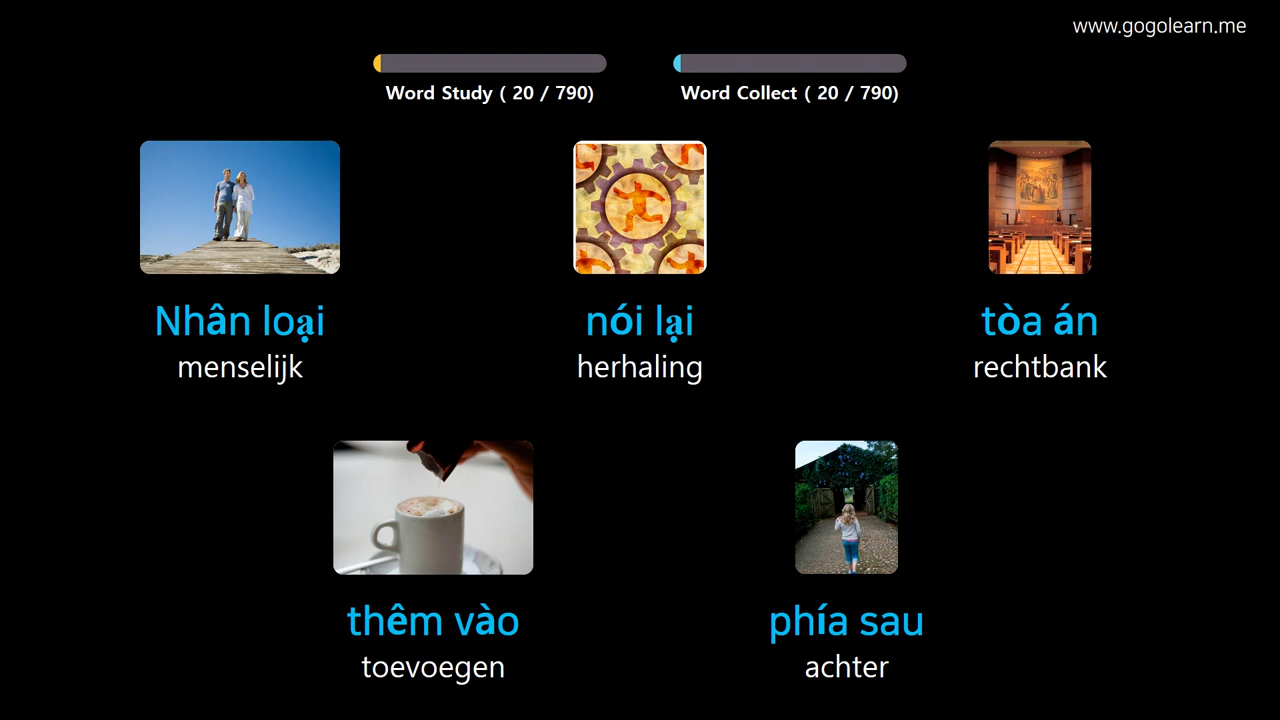 www.gogolearn.me
Word Study ( 20 / 790)
Word Collect ( 20 / 790)
Nhân loại
nói lại
tòa án
menselijk
herhaling
rechtbank
thêm vào
phía sau
toevoegen
achter